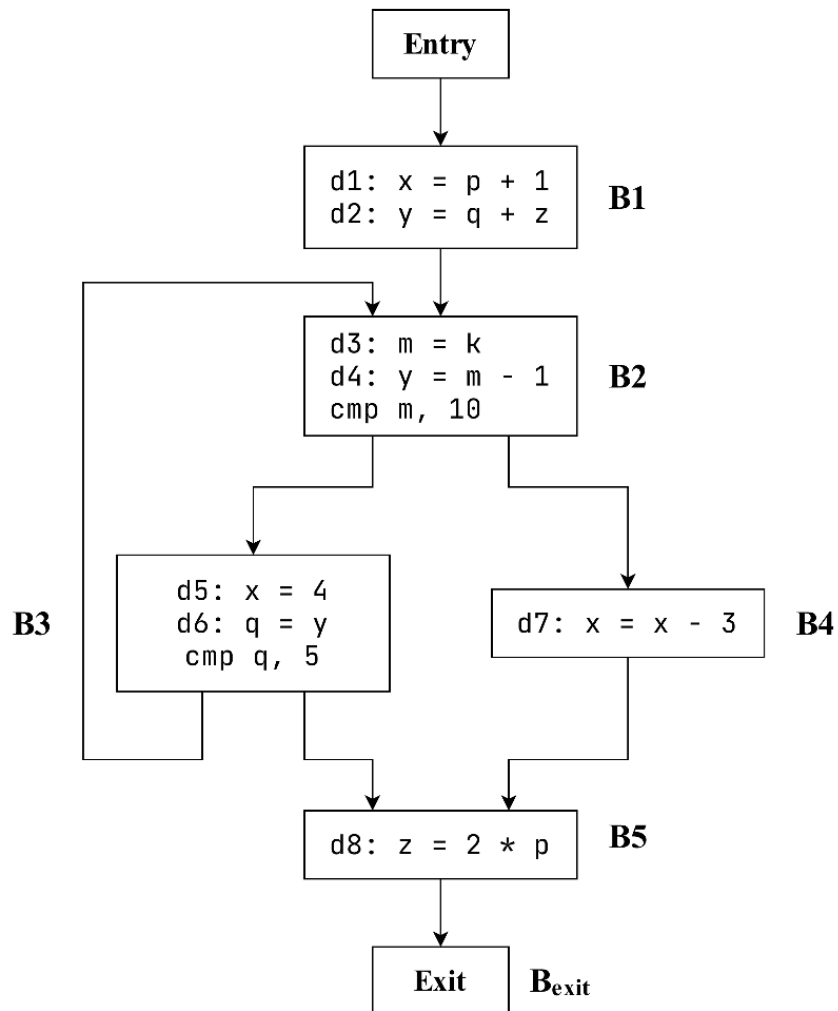 Entry
d1: x = p + 1
d2: y = q + z
B1
d3: m = k
d4: y = m - 1
cmp m, 10
B2
B3
d5: x = 4
d6: q = y
cmp q, 5
d7: x = x - 3
B4
d8: z = 2 * p
B5
Exit
Bexit